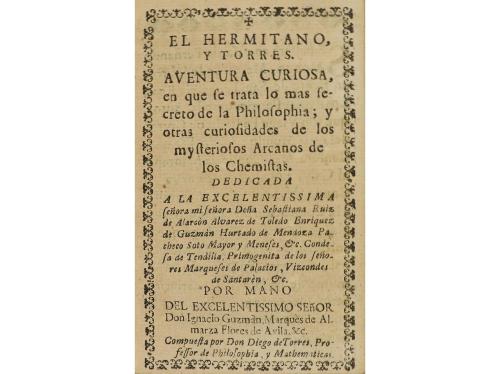 EL HERMITANO,
Y TORRES.
AVENTURA CURIOSA,
en que se trata lo mas se-
creto de la Philosophia; y
otras curiosidades de los
mysteriosos Arcanos de
los Chemistas.
DEDICADA
A LA EXCELENTISSIMA
señora mi señora Doña Sebastiana Ruiz
de Alarcòn Alvarez de Toledo Enriquez
de Guzmán Hurtado de Mendoza Pa-
checo Soto Mayor y Meneses, &c. Conde-
sa de Tendilla, Primogenita de los seño-
res Marqueses de Palacios, Vizcondes
de Santarèn, &c.
POR MANO
DEL EXCELENTISSIMO SEñOR
Don Ignacio Guzmán, Marquès de Al-
marza Flores de Avila, &c.
Compuesta por Don Diego de Torres, Pro-
fessor de Philosophia, y Mathematicas.